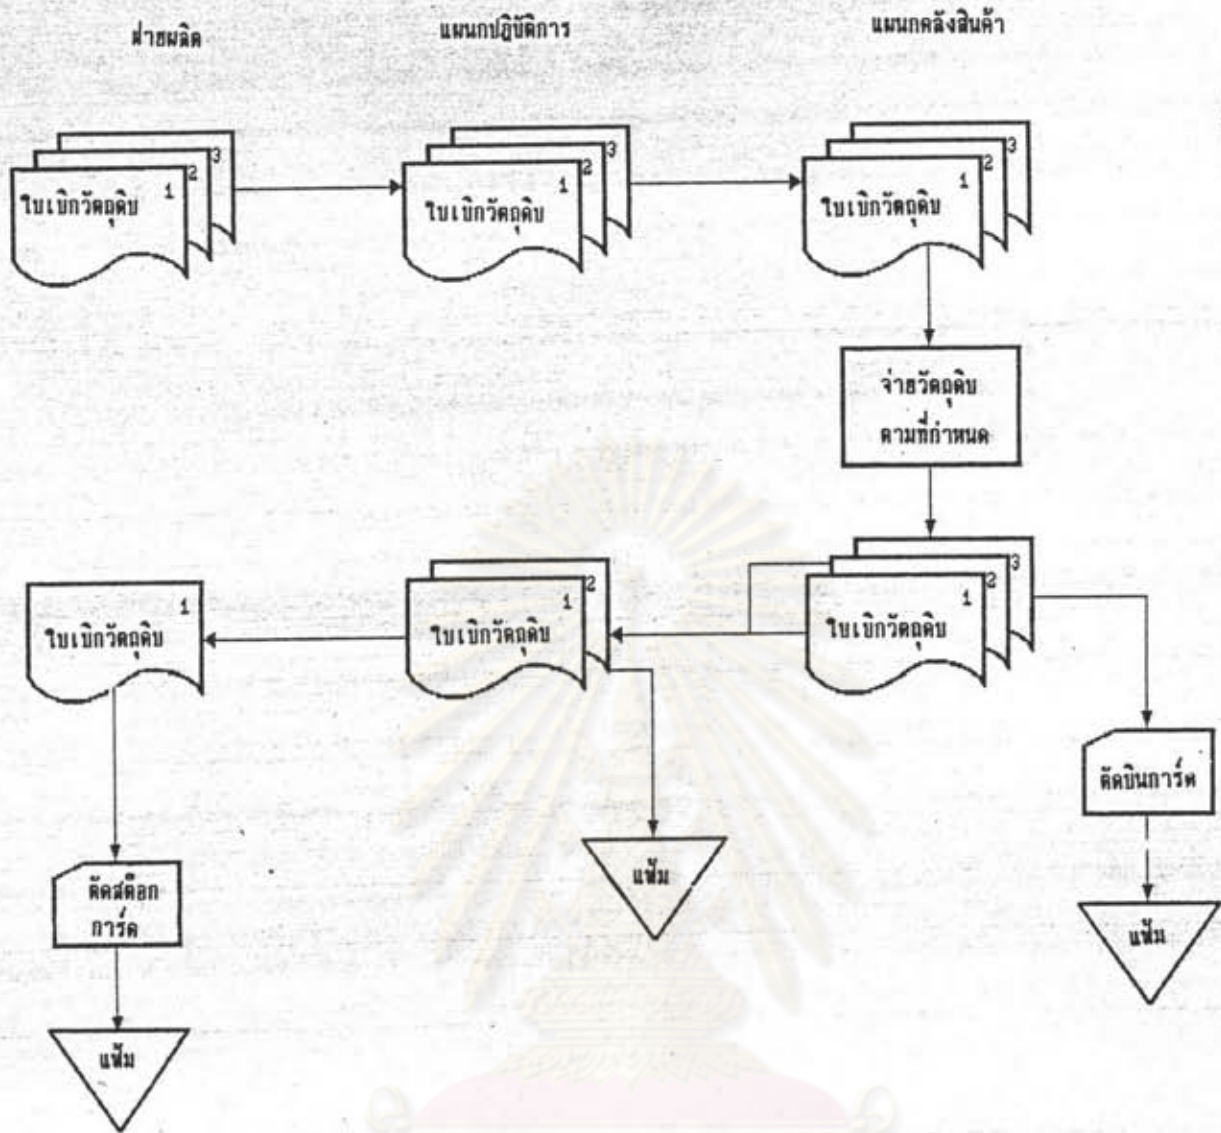 ฝ่ายผลิต
แผนกปฏิบัติการ
แผนกคลังสินค้า
3
2
1
ใบเบิกวัตถุดิบ
3
2
1
ใบเบิกวัตถุดิบ
3
2
1
ใบเบิกวัตถุดิบ
จ่ายวัตถุดิบ
ตามที่กำหนด
1
ใบเบิกวัตถุดิบ
2
1
ใบเบิกวัตถุดิบ
3
2
1
ใบเบิกวัตถุดิบ
ตัดบินการ์ด
แฟ้ม
ตัดสต๊อก
การ์ด
แฟ้ม
แฟ้ม